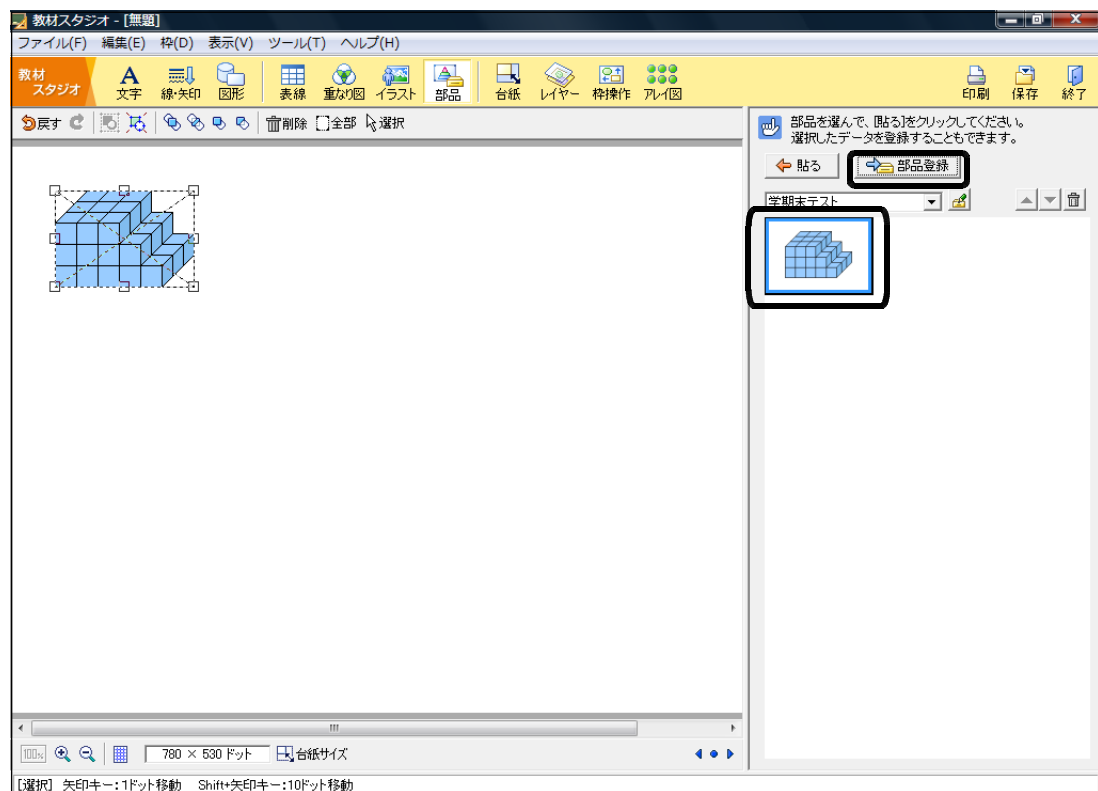 教材スタジオ - [無題]
ファイル(F) 編集(E) 枠(D) 表示(V) ツール(T) ヘルプ(H)
教材
スタジオ
文字 線・矢印 図形 表線 重なり図 イラスト 部品 台紙 レイヤー 枠操作 アレイ図 印刷 保存 終了
戻す 削除 全部 選択
部品を選んで、[貼る]をクリックしてください。
選択したデータを登録することもできます。
貼る 部品登録
学期末テスト
100% 780 × 530 ドット 台紙サイズ
[選択] 矢印キー:1ドット移動 Shift+矢印キー:10ドット移動